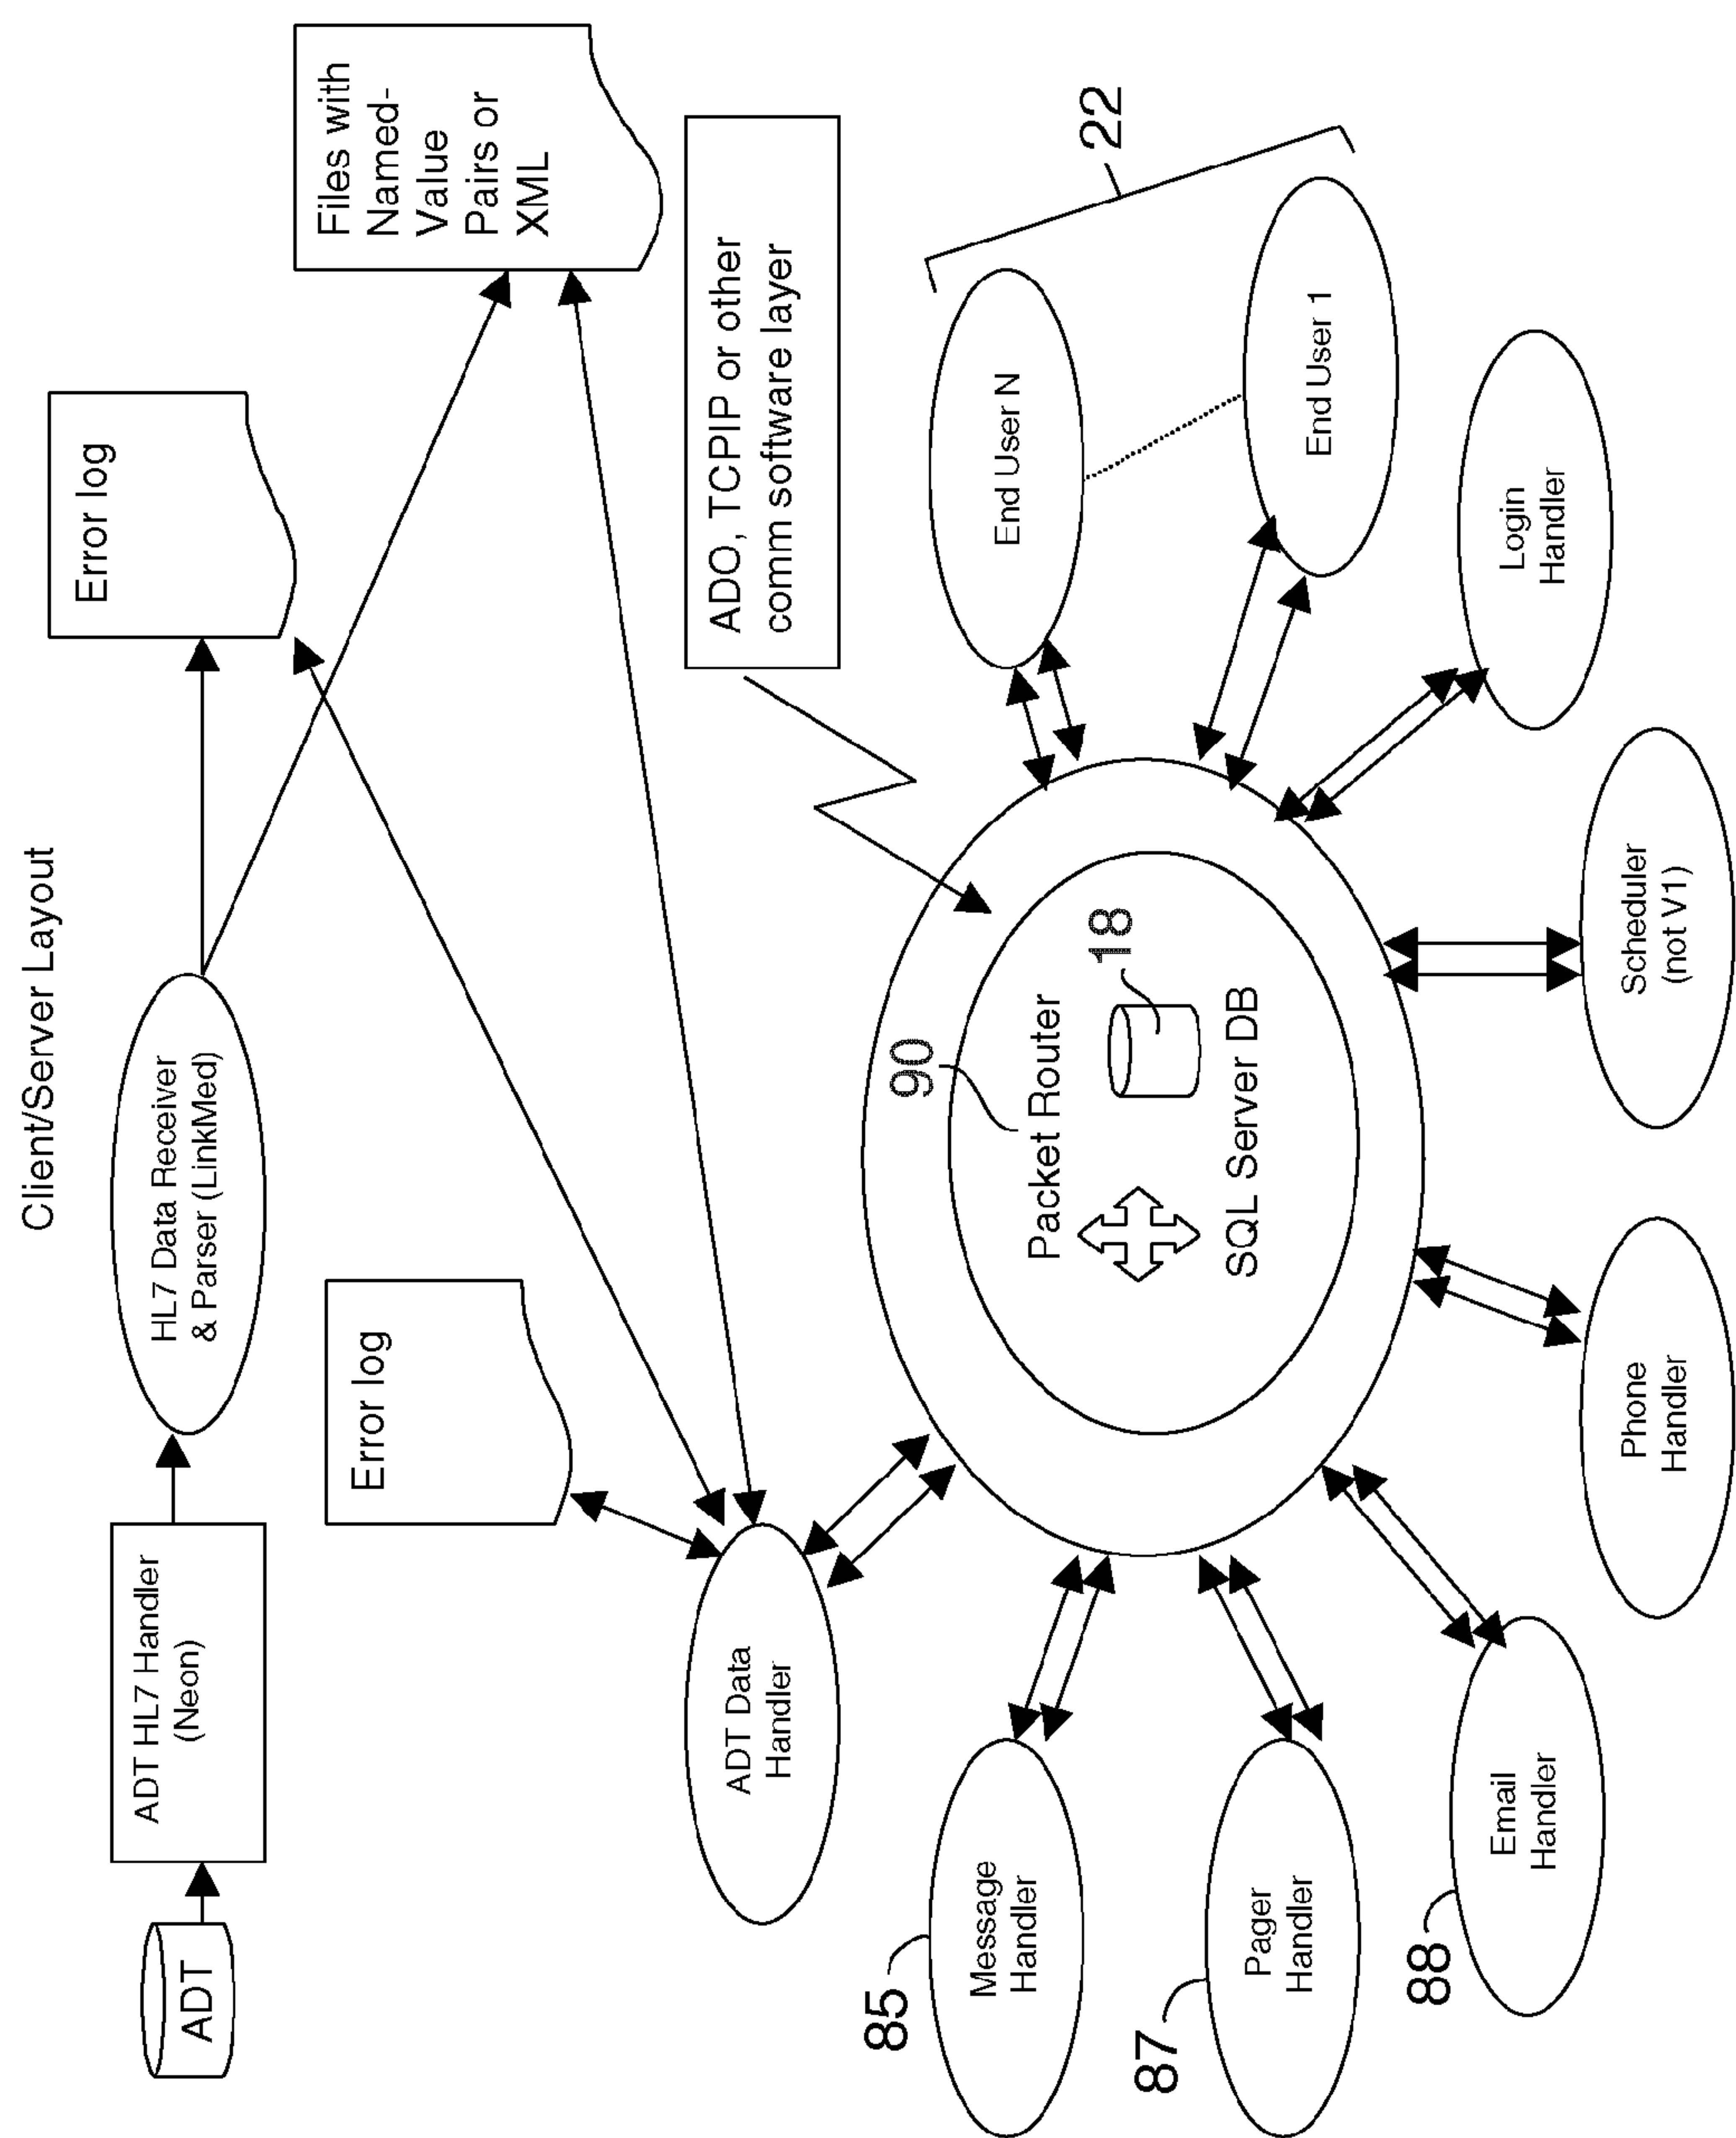 Client/Server Layout
ADT
ADT HL7 Handler
(Neon)
HL7 Data Receiver
& Parser (LinkMed)
Error log
Files with
Named-
Value
Pairs or
XML
Error log
ADO, TCPIP or other
comm software layer
ADT Data
Handler
85
Message
Handler
87
Pager
Handler
88
Email
Handler
Phone
Handler
Scheduler
(not V1)
Login
Handler
End User 1
End User N
22
90
Packet Router
18
SQL Server DB